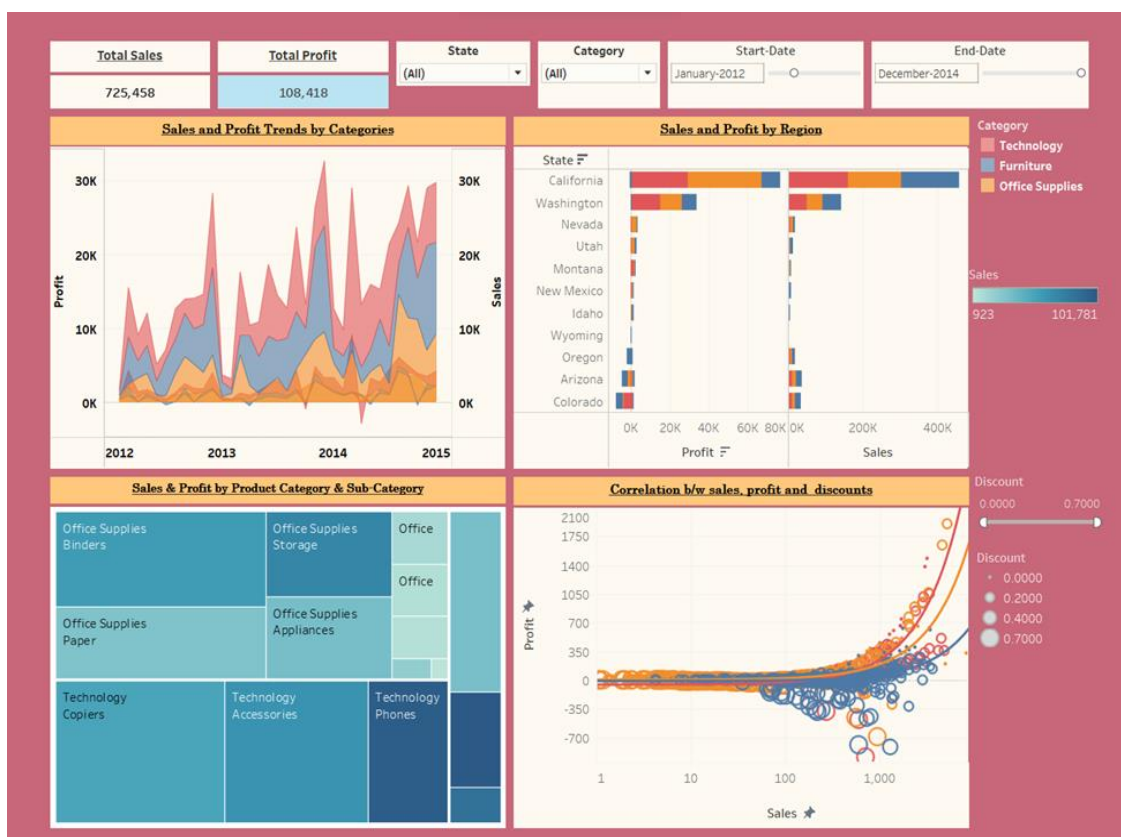 Total Sales
725,458
Total Profit
108,418
State
(All)
Category
(All)
Start-Date
January-2012
End-Date
December-2014
Sales and Profit Trends by Categories
30K
20K
10K
0K
Profit
30K
20K
10K
0K
Sales
2012
2013
2014
2015
Sales and Profit by Region
State
California
Washington
Nevada
Utah
Montana
New Mexico
Idaho
Wyoming
Oregon
Arizona
Colorado
0K 20K 40K 60K 80K
Profit
0K 200K 400K
Sales
Category
Technology
Furniture
Office Supplies
Sales
923 101,781
Sales & Profit by Product Category & Sub-Category
Office Supplies
Binders
Office Supplies
Storage
Office
Office
Office Supplies
Paper
Office Supplies
Appliances
Technology
Copiers
Technology
Accessories
Technology
Phones
Correlation b/w sales, profit and discounts
2100
1750
1400
1050
700
350
0
-350
-700
Profit
1 10 100 1,000
Sales
Discount
0.0000 0.7000
Discount
0.0000
0.2000
0.4000
0.7000